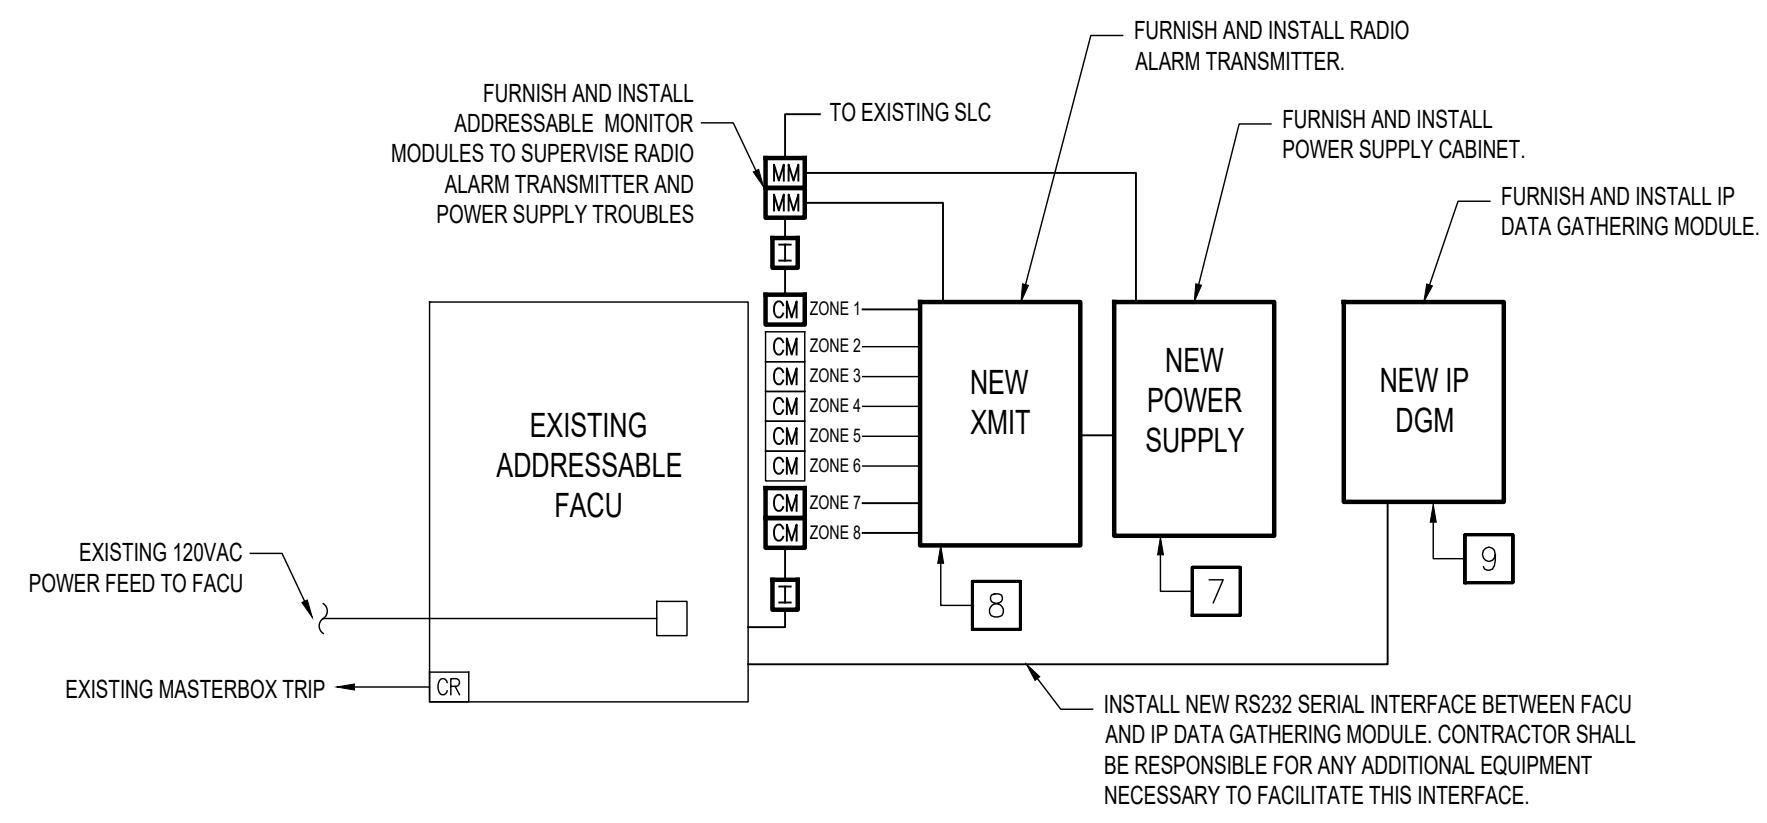 FURNISH AND INSTALL RADIO
ALARM TRANSMITTER.
FURNISH AND INSTALL
ADDRESSABLE MONITOR
MODULES TO SUPERVISE RADIO
ALARM TRANSMITTER AND
POWER SUPPLY TROUBLES
TO EXISTING SLC
FURNISH AND INSTALL
POWER SUPPLY CABINET.
FURNISH AND INSTALL IP
DATA GATHERING MODULE.
MM
MM
I
CM ZONE 1
CM ZONE 2
CM ZONE 3
CM ZONE 4
CM ZONE 5
CM ZONE 6
CM ZONE 7
CM ZONE 8
I
EXISTING
ADDRESSABLE
FACU
NEW
XMIT
NEW
POWER
SUPPLY
NEW IP
DGM
8
7
9
EXISTING 120VAC
POWER FEED TO FACU
EXISTING MASTERBOX TRIP
CR
INSTALL NEW RS232 SERIAL INTERFACE BETWEEN FACU
AND IP DATA GATHERING MODULE. CONTRACTOR SHALL
BE RESPONSIBLE FOR ANY ADDITIONAL EQUIPMENT
NECESSARY TO FACILITATE THIS INTERFACE.